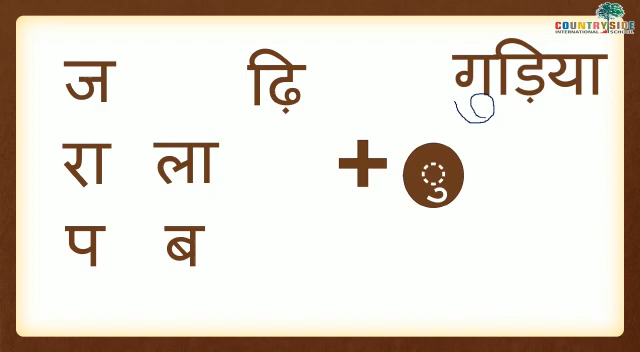 COUNTRYSIDE
INTERNATIONAL SCHOOL
ज ढ़ि गुड़िया
रा ला + ु
प ब